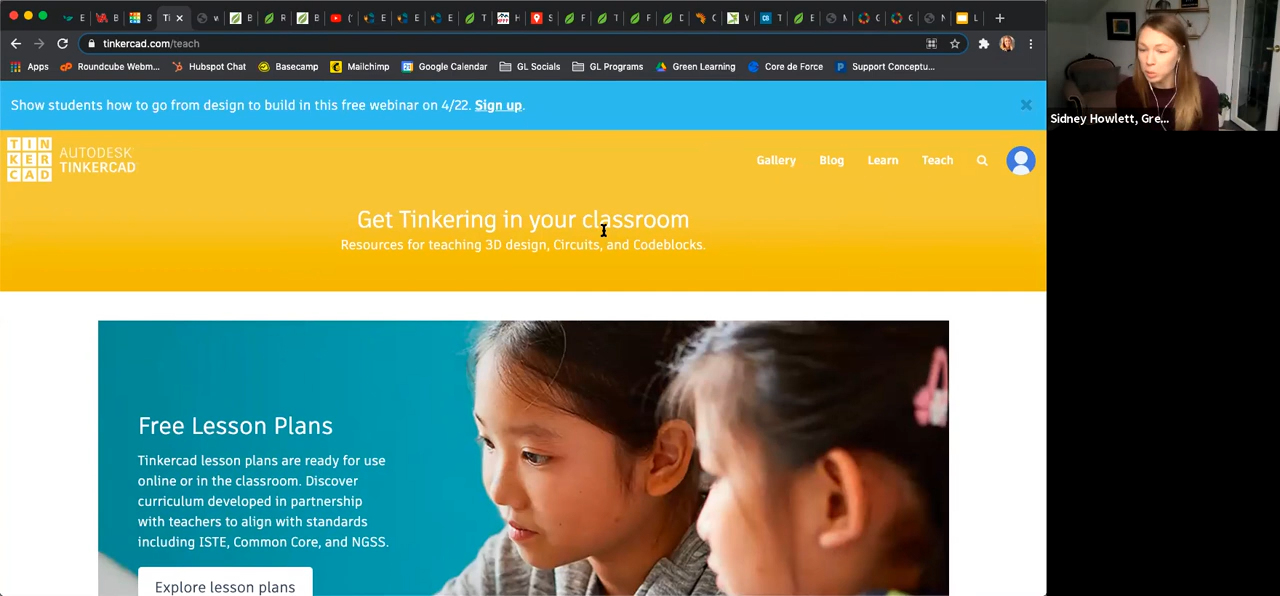 E
B
3
Ti
w
B
R
B
('
E
E
E
T
H
S
F
T
F
D
C
W
T
E
M
C
C
N
L
tinkercad.com/teach
Apps
Roundcube Webm...
Hubspot Chat
Basecamp
Mailchimp
Google Calendar
GL Socials
GL Programs
Green Learning
Core de Force
Support Conceptu...
Sidney Howlett, Gre...
Show students how to go from design to build in this free webinar on 4/22. Sign up.
TIN
KER
CAD
AUTODESK
TINKERCAD
Gallery
Blog
Learn
Teach
Get Tinkering in your classroom
Resources for teaching 3D design, Circuits, and Codeblocks.
Free Lesson Plans
Tinkercad lesson plans are ready for use
online or in the classroom. Discover
curriculum developed in partnership
with teachers to align with standards
including ISTE, Common Core, and NGSS.
Explore lesson plans